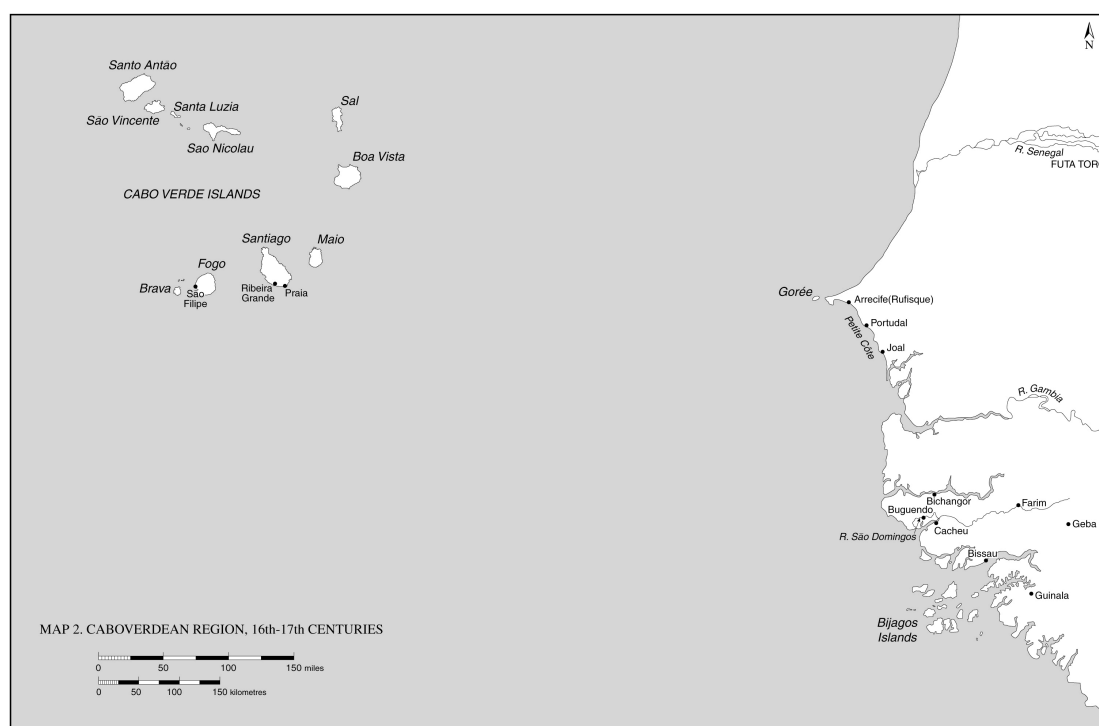 N
Santo Antão
Santa Luzia
São Vincente
Sao Nicolau
Sal
Boa Vista
CABO VERDE ISLANDS
R. Senegal
FUTA TORO
Santiago
Maio
Fogo
Brava
São
Filipe
Ribeira
Grande
Praia
Gorée
Arrecife(Rufisque)
Portudal
Petite Côte
Joal
R. Gambia
Bichangor
Buguendo
Farim
Cacheu
Geba
R. São Domingos
Bissau
Guinala
Bijagos
Islands
MAP 2. CABOVERDEAN REGION, 16th-17th CENTURIES
0 50 100 150 miles
0 50 100 150 kilometres